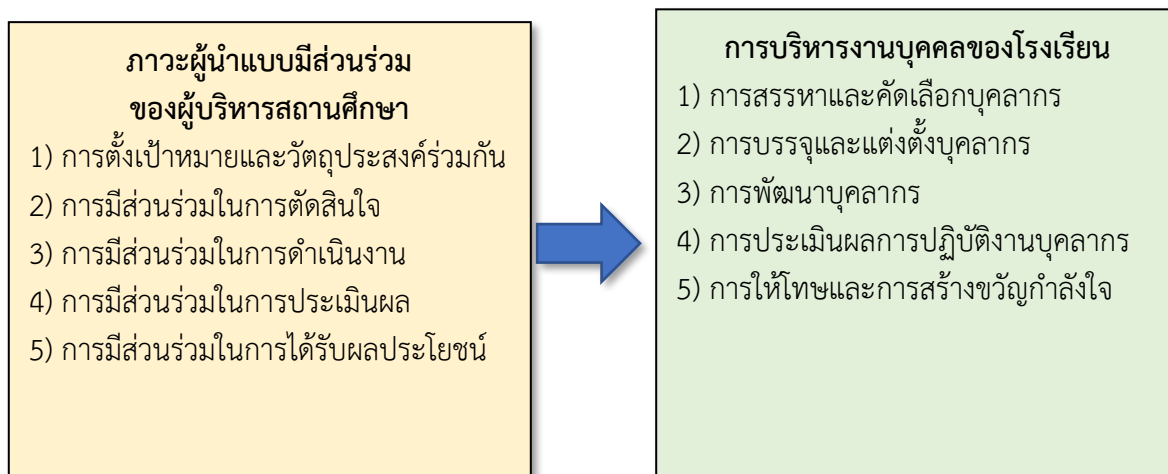 ภาวะผู้นำแบบมีส่วนร่วม
ของผู้บริหารสถานศึกษา
1) การตั้งเป้าหมายและวัตถุประสงค์ร่วมกัน
2) การมีส่วนร่วมในการตัดสินใจ
3) การมีส่วนร่วมในการดำเนินงาน
4) การมีส่วนร่วมในการประเมินผล
5) การมีส่วนร่วมในการได้รับผลประโยชน์
การบริหารงานบุคคลของโรงเรียน
1) การสรรหาและคัดเลือกบุคลากร
2) การบรรจุและแต่งตั้งบุคลากร
3) การพัฒนาบุคลากร
4) การประเมินผลการปฏิบัติงานบุคลากร
5) การให้โทษและการสร้างขวัญกำลังใจ